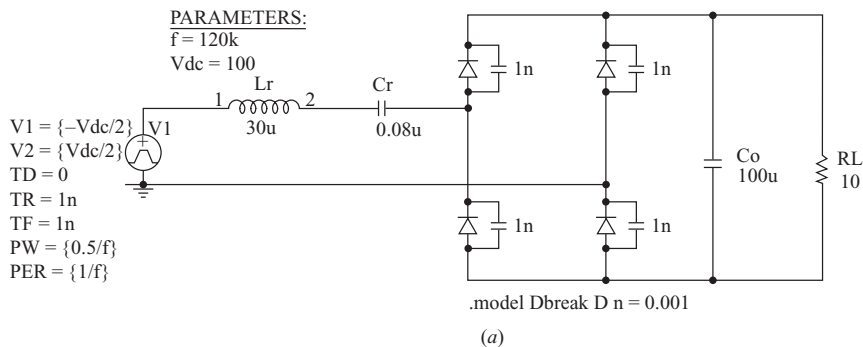 PARAMETERS:
f = 120k
Vdc = 100
Lr
Cr
1
2
30u
0.08u
1n
1n
V1 = {–Vdc/2}
V1
V2 = {Vdc/2}
TD = 0
TR = 1n
TF = 1n
PW = {0.5/f}
PER = {1/f}
+
Co
100u
RL
10
1n
1n
.model Dbreak D n = 0.001
(a)